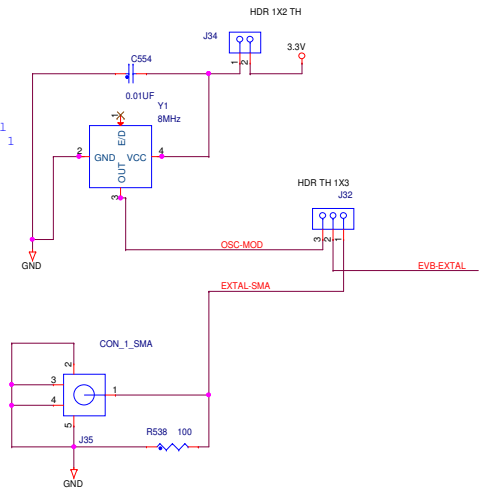 HDR 1X2 TH
J34
3.3V
1
2
C554
0.01UF
Y1
8MHz
1
1
1
E/D
2
GND
VCC
4
OUT
3
HDR TH 1X3
J32
3
2
1
GND
OSC-MOD
EVB-EXTAL
EXTAL-SMA
CON_1_SMA
2
3
4
1
5
J35
R538
100
GND